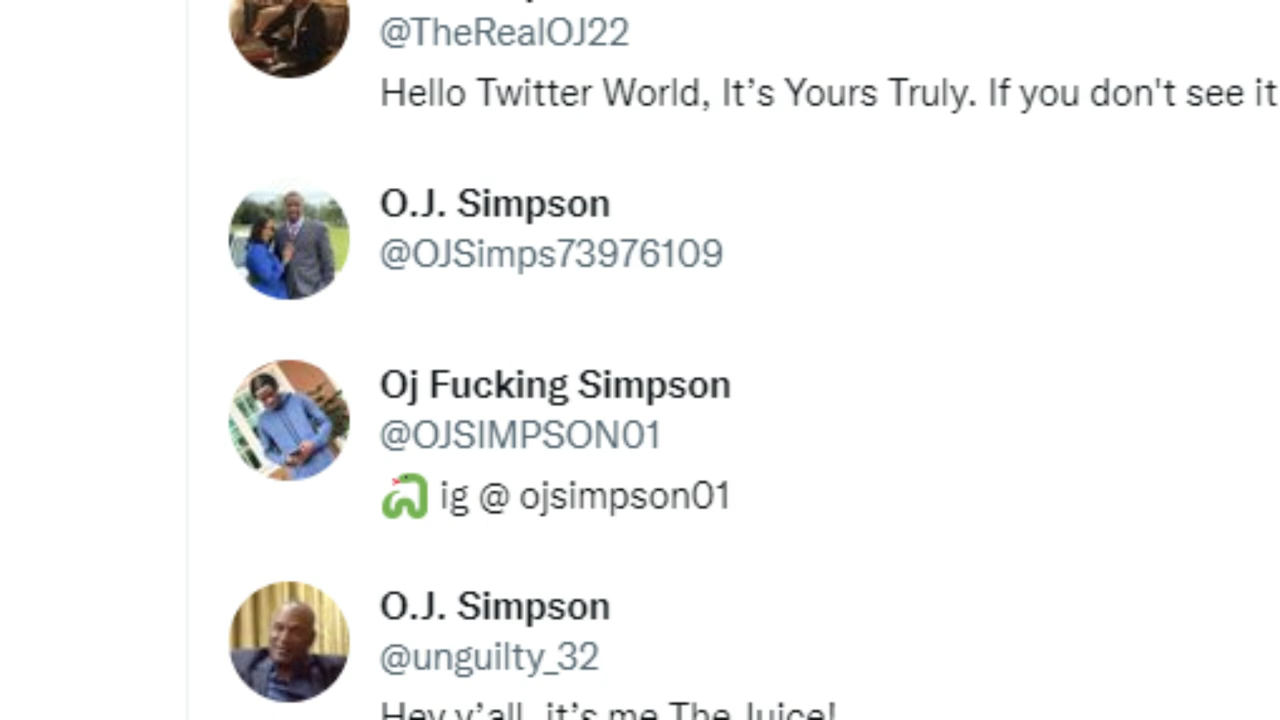 @TheRealOJ22
Hello Twitter World, It’s Yours Truly. If you don't see it
O.J. Simpson
@OJSimps73976109
Oj Fucking Simpson
@OJSIMPSON01
ig @ ojsimpson01
O.J. Simpson
@unguilty_32
Hey y’all, it’s me The Juice!